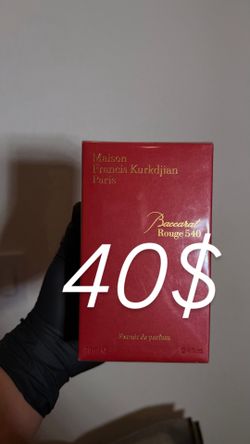 Maison
Francis Kurkdjian
Paris
Baccarat
Rouge 540
40$
Extrait de parfum